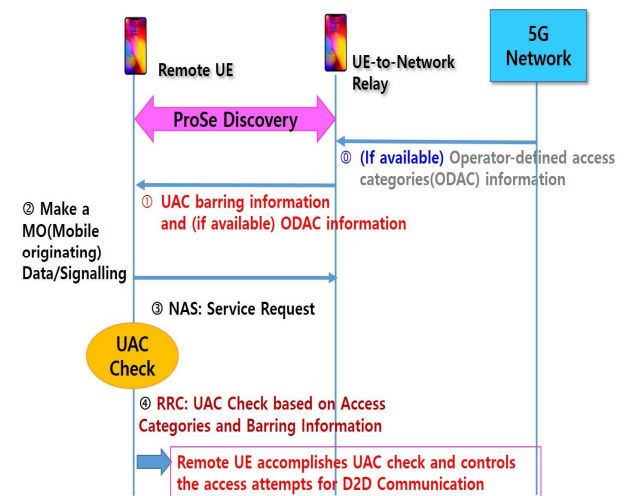 5G
Network
Remote UE
UE-to-Network
Relay
ProSe Discovery
⓪ (If available) Operator-defined access
categories(ODAC) information
① UAC barring information
and (if available) ODAC information
② Make a
MO(Mobile
originating)
Data/Signalling
③ NAS: Service Request
UAC
Check
④ RRC: UAC Check based on Access
Categories and Barring Information
Remote UE accomplishes UAC check and controls
the access attempts for D2D Communication